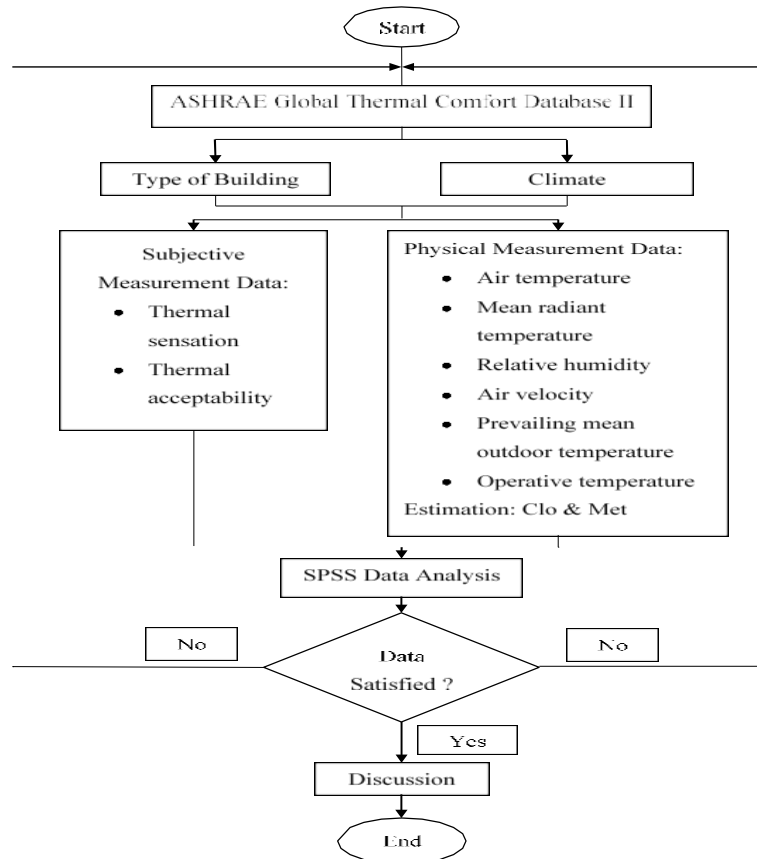 Start
ASHRAE Global Thermal Comfort Database II
Type of Building
Climate
Subjective
Measurement Data:
• Thermal
sensation
• Thermal
acceptability
Physical Measurement Data:
• Air temperature
• Mean radiant
temperature
• Relative humidity
• Air velocity
• Prevailing mean
outdoor temperature
• Operative temperature
Estimation: Clo & Met
SPSS Data Analysis
No
Data
Satisfied ?
No
Yes
Discussion
End